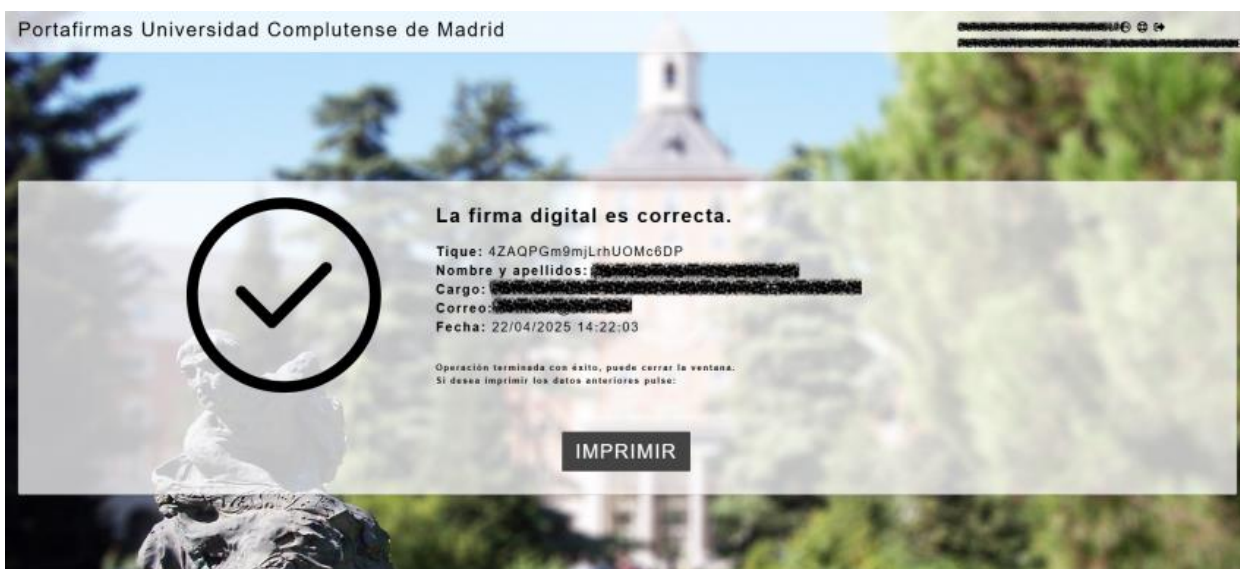 Portafirmas Universidad Complutense de Madrid
La firma digital es correcta.
Tique: 4ZAQPGm9mjLrhUOMc6DP
Nombre y apellidos:
Cargo:
Correo:
Fecha: 22/04/2025 14:22:03
Operación terminada con éxito, puede cerrar la ventana.
Si desea imprimir los datos anteriores pulse:
IMPRIMIR